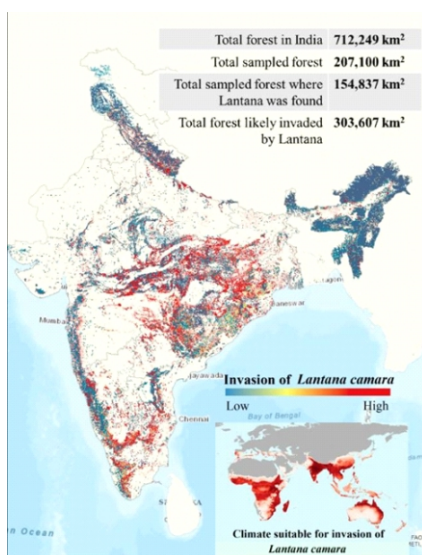 Total forest in India 712,249 km²
Total sampled forest 207,100 km²
Total sampled forest where 154,837 km²
Lantana was found
Total forest likely invaded 303,607 km²
by Lantana
Mumba
Chennai
Invasion of Lantana camara
Low High
Bay of Bengal
Climate suitable for invasion of
Lantana camara